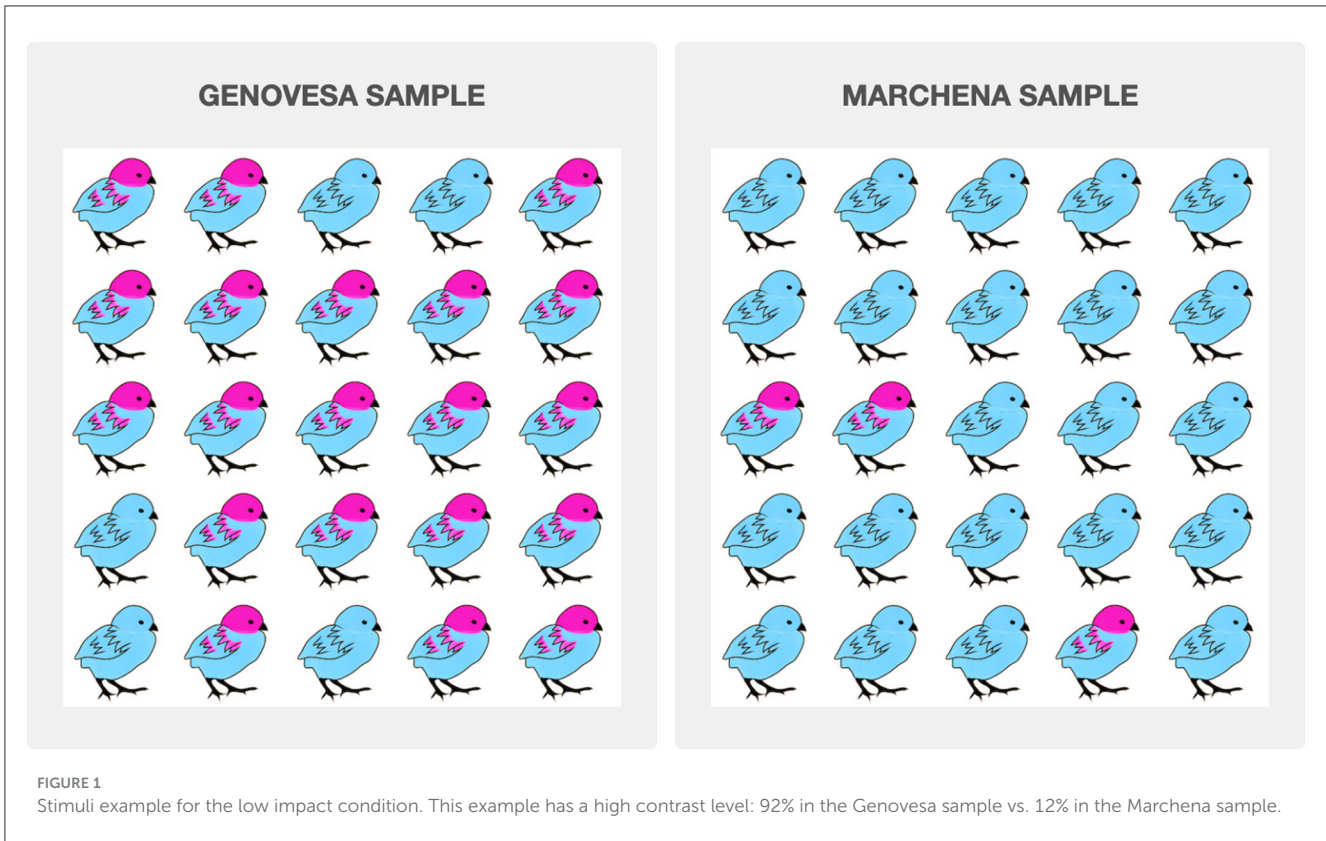 GENOVESA SAMPLE
MARCHENA SAMPLE
FIGURE 1
Stimuli example for the low impact condition. This example has a high contrast level: 92% in the Genovesa sample vs. 12% in the Marchena sample.